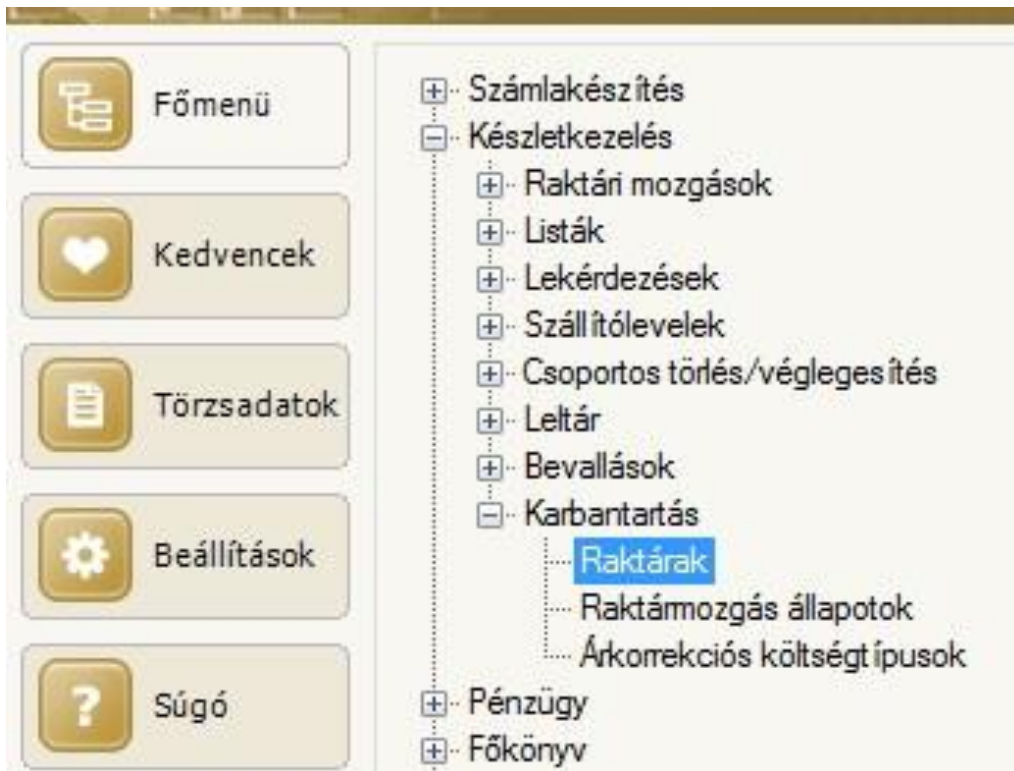 Főmenü
Kedvencek
Törzsadatok
Beállítások
Súgó
Számlakészítés
Készletkezelés
Raktári mozgások
Listák
Lekérdezések
Szállítólevelek
Csoportos törlés/véglegesítés
Leltár
Bevallások
Karbantartás
Raktárak
Raktármozgás állapotok
Árkorrekciós költségtípusok
Pénzügy
Főkönyv